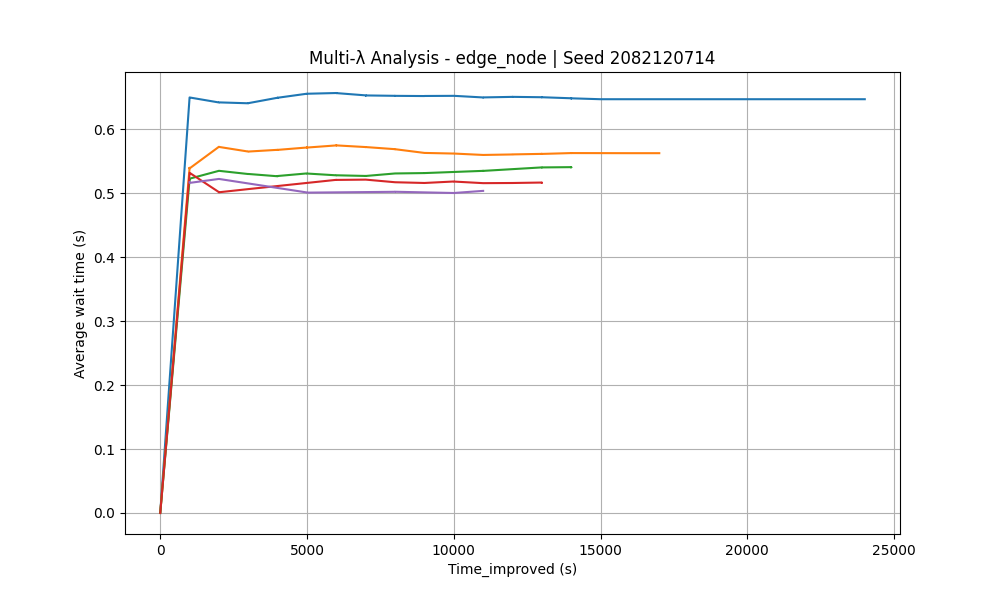 Multi-λ Analysis - edge_node | Seed 2082120714
Average wait time (s)
0.6
0.5
0.4
0.3
0.2
0.1
0.0
0 5000 10000 15000 20000 25000
Time_improved (s)